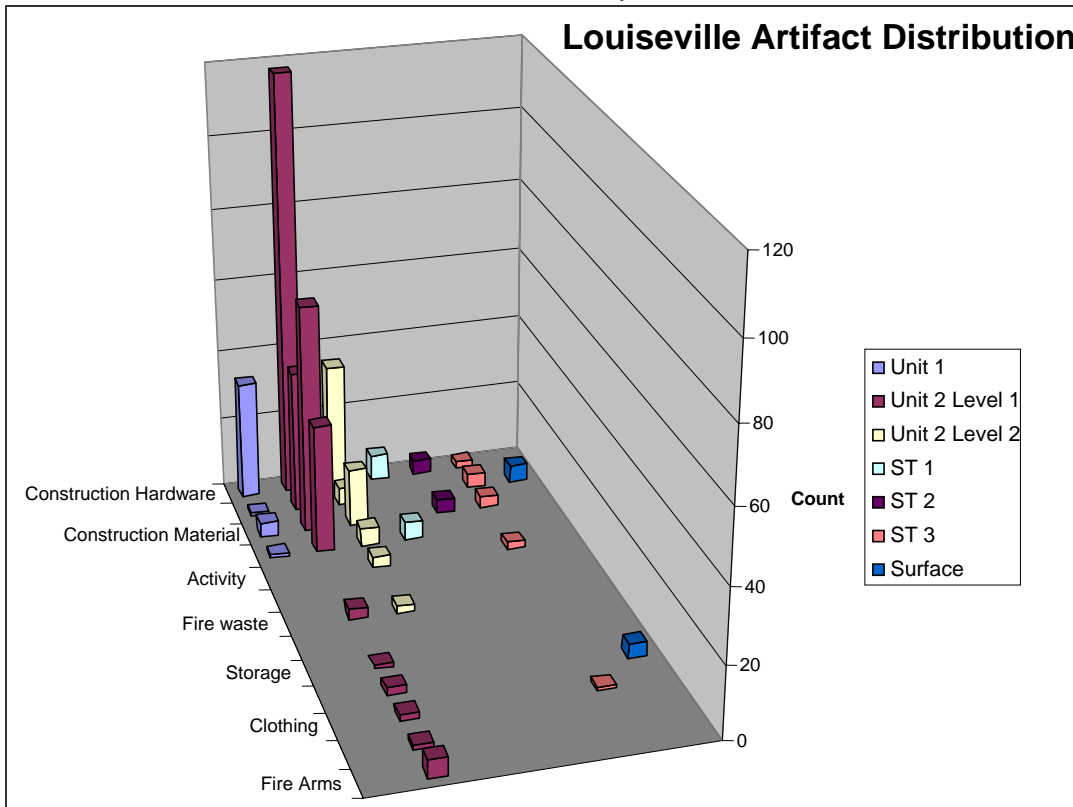 Louiseville Artifact Distribution
120
100
80
60
40
20
0
Count
Construction Hardware
Construction Material
Activity
Fire waste
Storage
Clothing
Fire Arms
Unit 1
Unit 2 Level 1
Unit 2 Level 2
ST 1
ST 2
ST 3
Surface